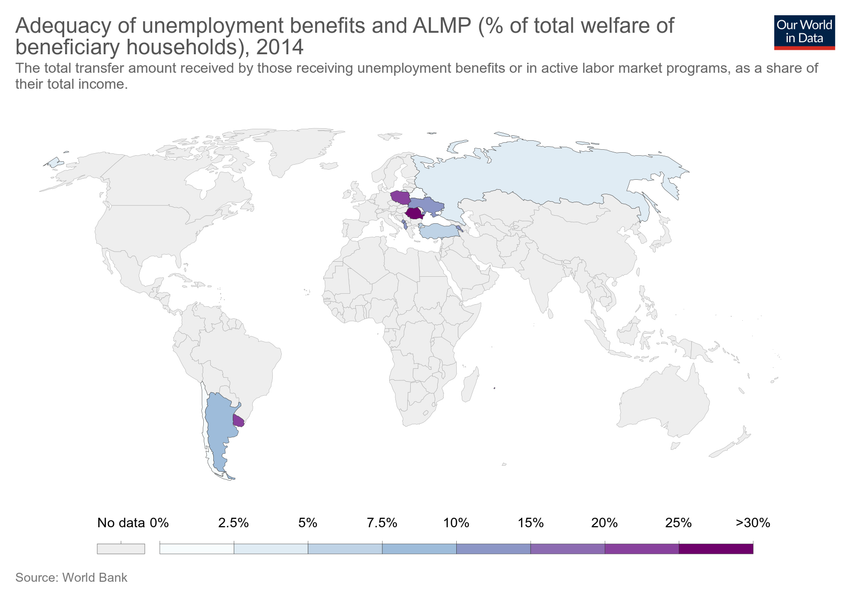 Adequacy of unemployment benefits and ALMP (% of total welfare of
beneficiary households), 2014
Our World
in Data
The total transfer amount received by those receiving unemployment benefits or in active labor market programs, as a share of
their total income.
No data 0% 2.5% 5% 7.5% 10% 15% 20% 25% >30%
Source: World Bank